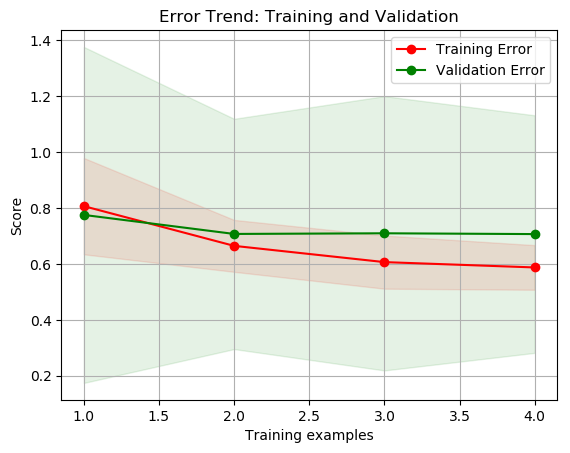 Error Trend: Training and Validation
Training Error
Validation Error
Score
1.4
1.2
1.0
0.8
0.6
0.4
0.2
1.0 1.5 2.0 2.5 3.0 3.5 4.0
Training examples